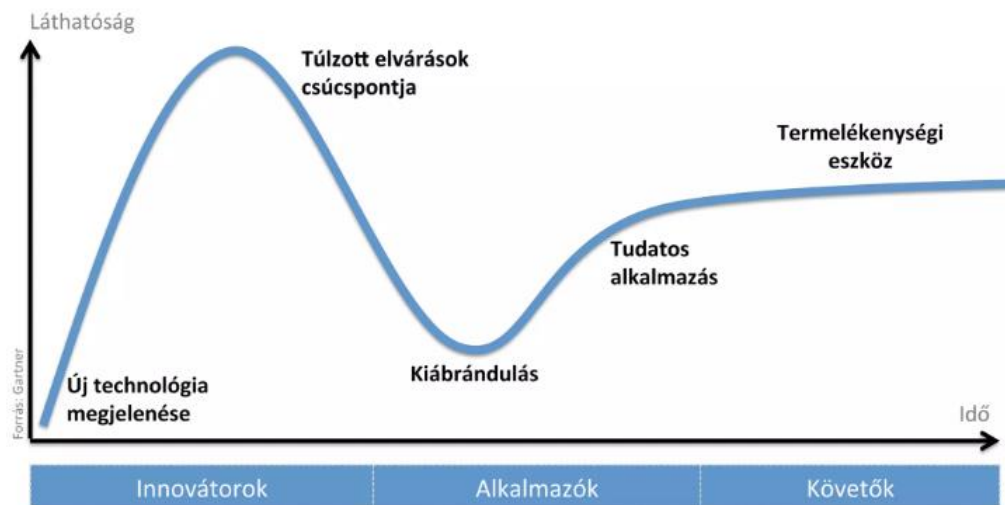 Láthatóság
Túlzott elvárások
csúcspontja
Termelékenységi
eszköz
Tudatos
alkalmazás
Kiábrándulás
Új technológia
megjelenése
Forrás: Gartner
Idő
Innovátorok
Alkalmazók
Követők